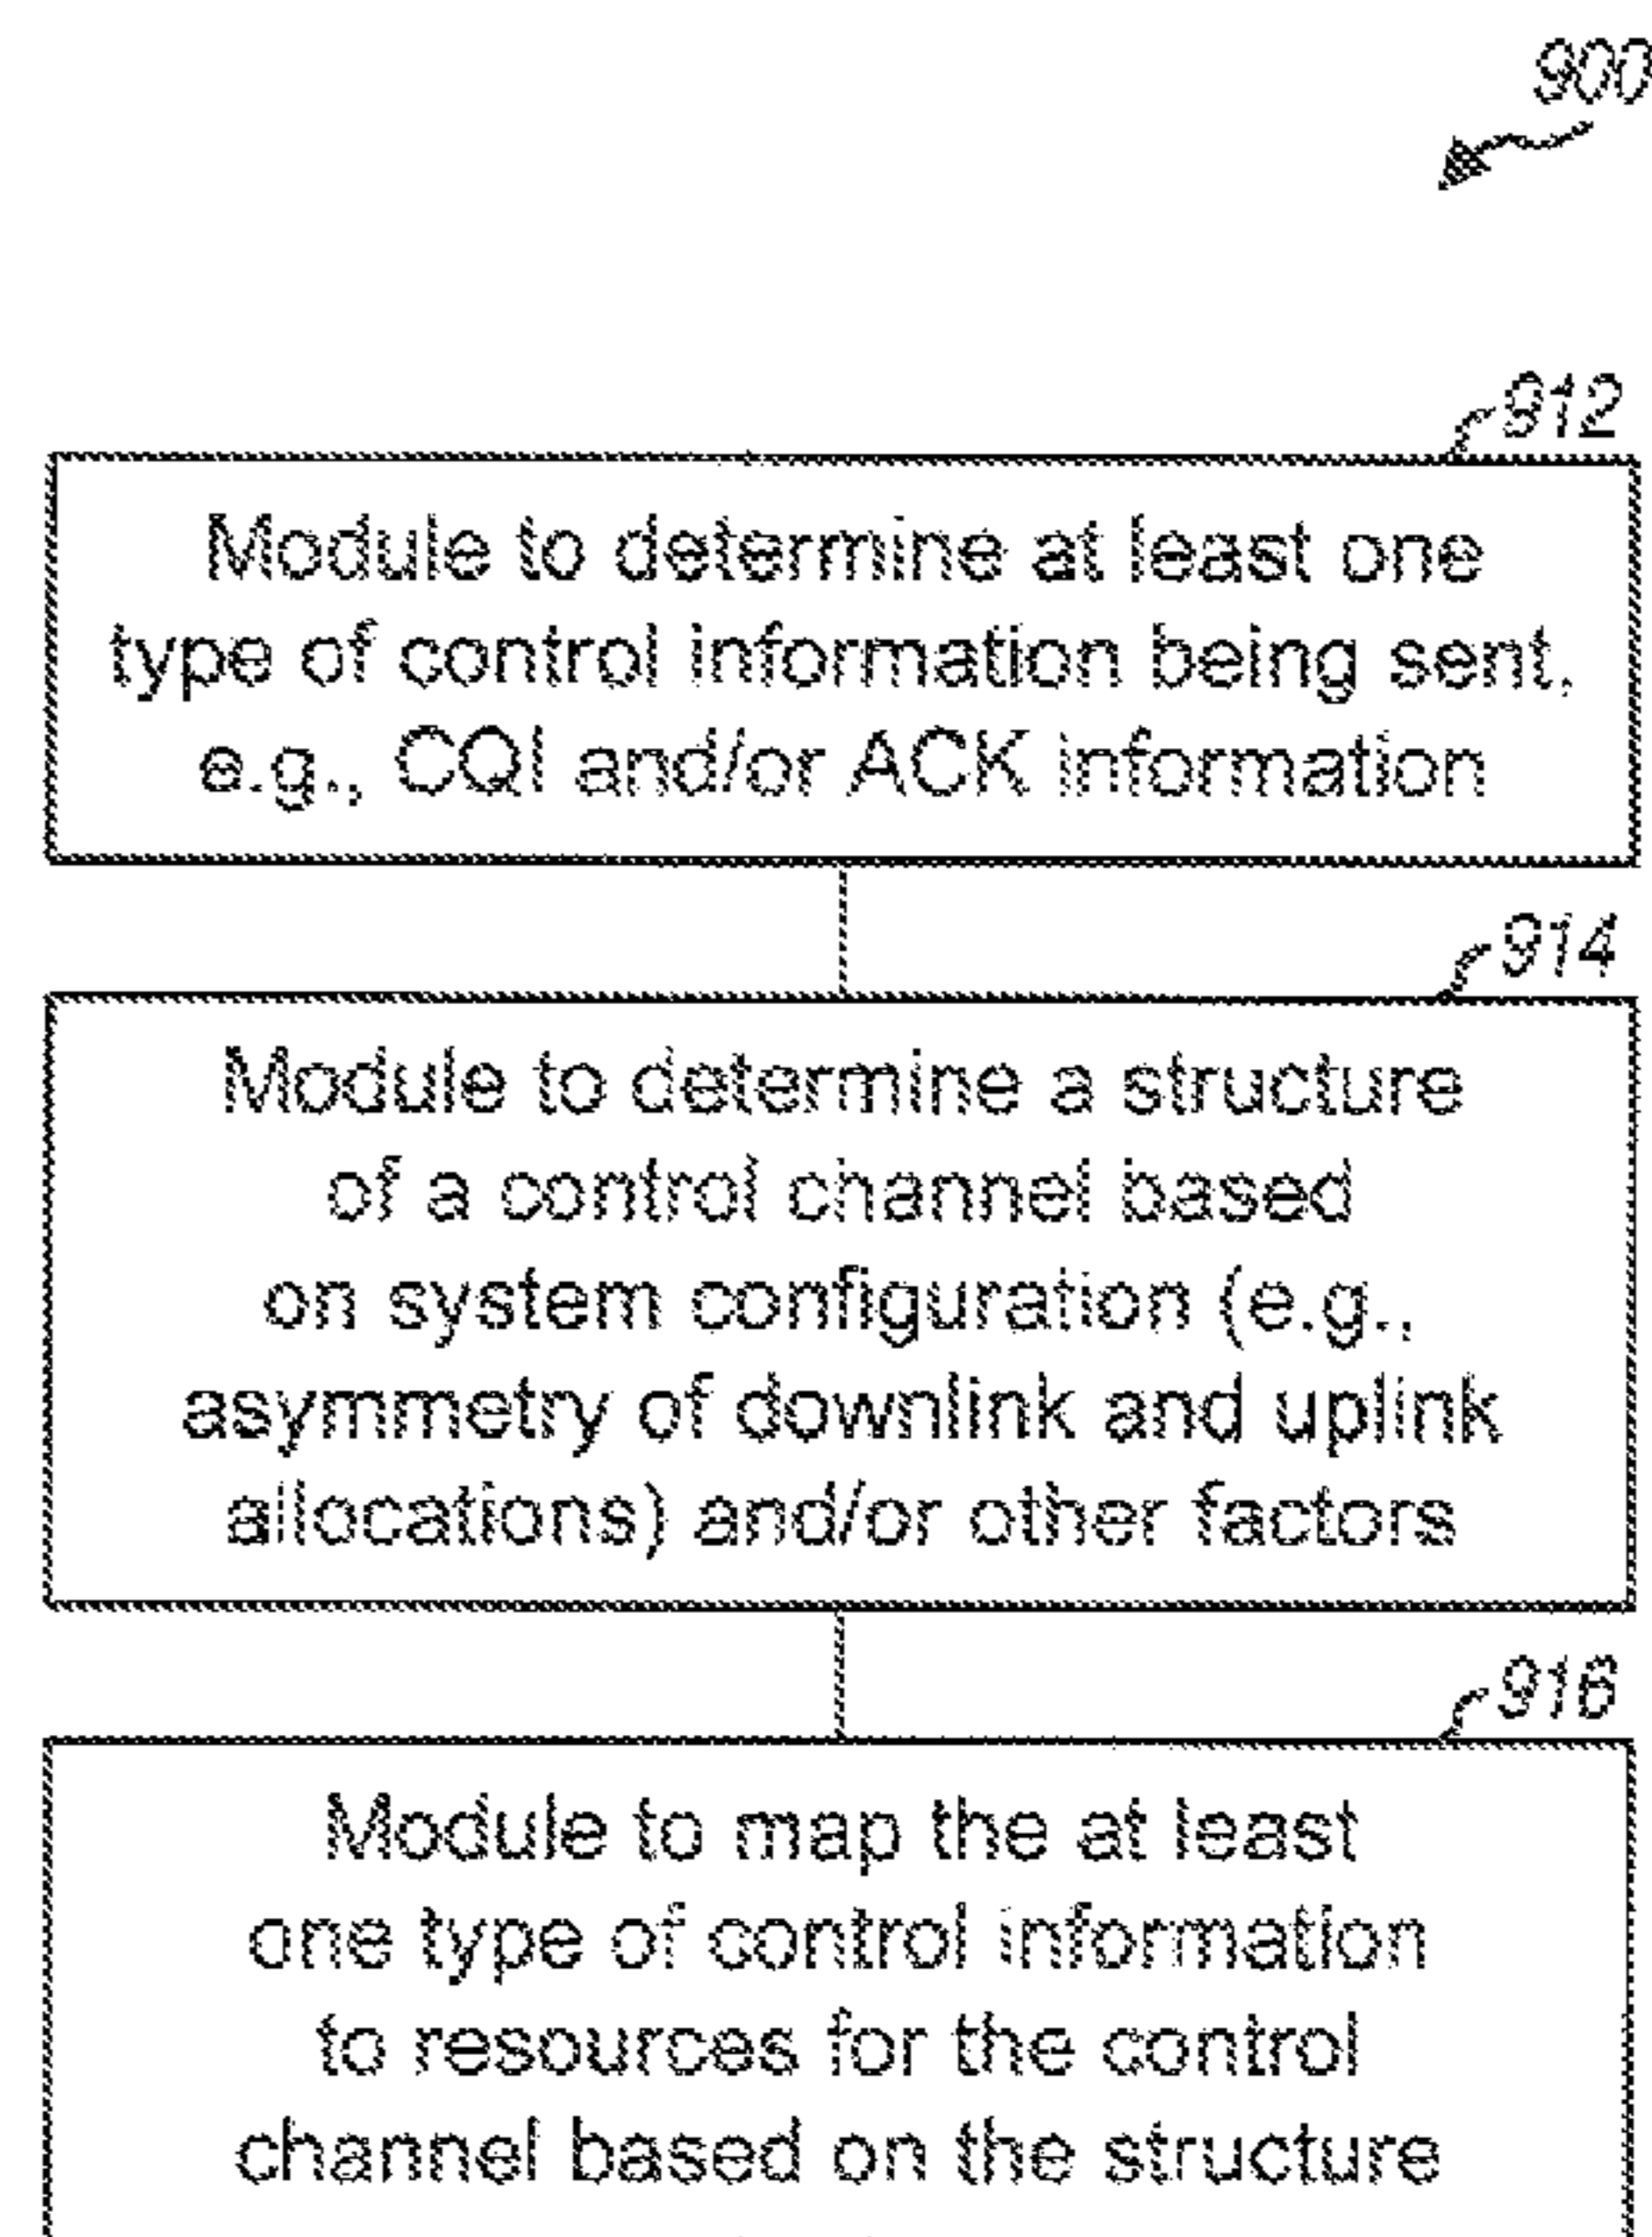 900
912
Module to determine at least one
type of control information being sent,
e.g., CQI and/or ACK information
914
Module to determine a structure
of a control channel based
on system configuration (e.g.,
asymmetry of downlink and uplink
allocations) and/or other factors
916
Module to map the at least
one type of control information
to resources for the control
channel based on the structure